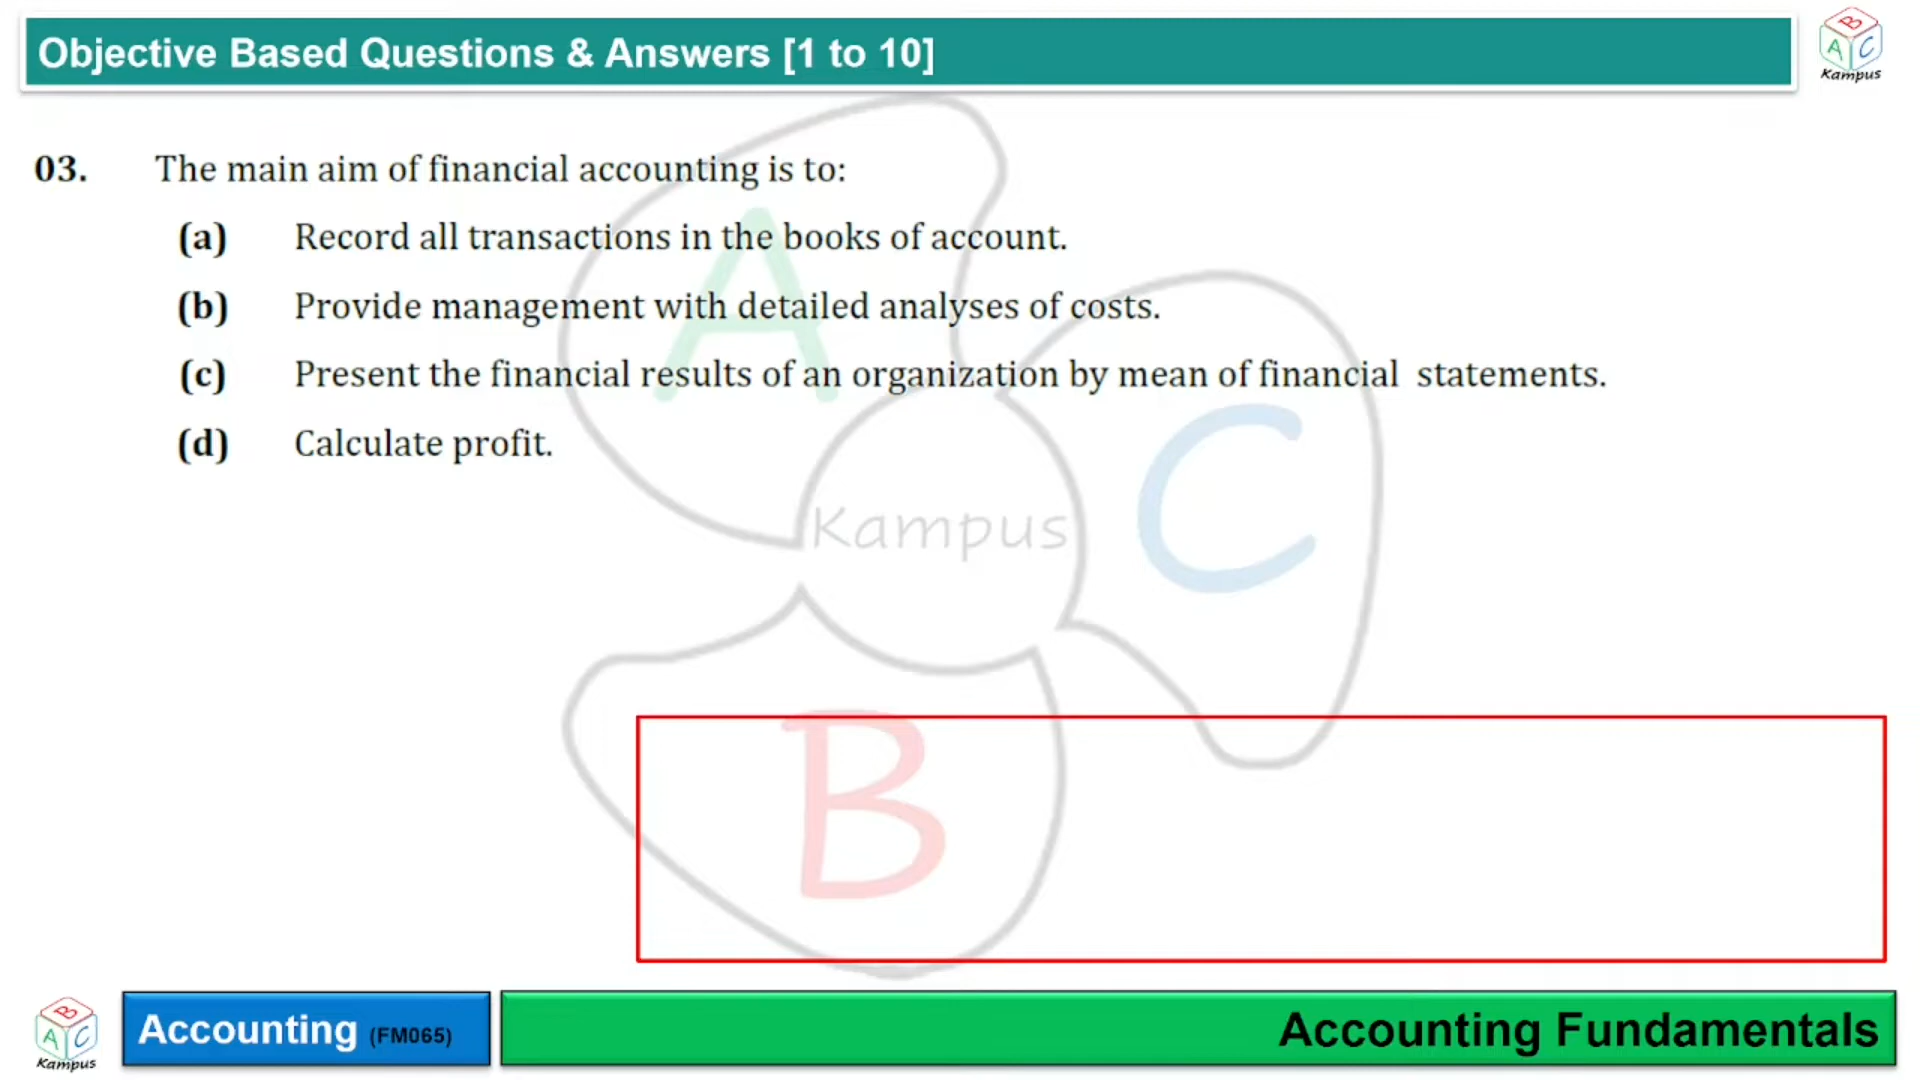 Objective Based Questions & Answers [1 to 10]
B
A C
Kampus
03. The main aim of financial accounting is to:
(a) Record all transactions in the books of account.
(b) Provide management with detailed analyses of costs.
(c) Present the financial results of an organization by mean of financial statements.
(d) Calculate profit.
A
C
Kampus
B
B
A C
Kampus
Accounting (FM065)
Accounting Fundamentals